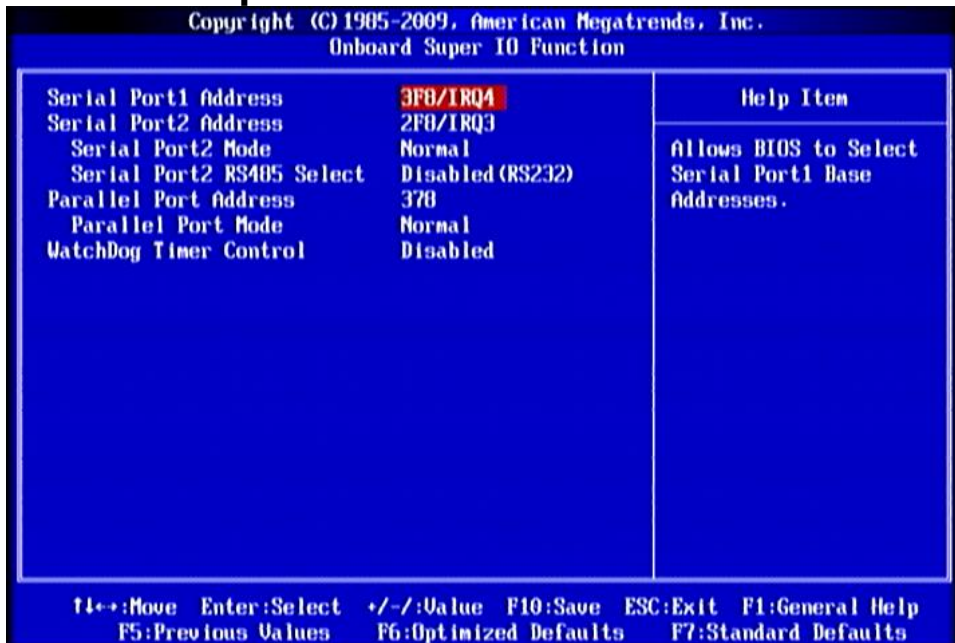 Copyright (C)1985-2009, American Megatrends, Inc.
Onboard Super IO Function
Serial Port1 Address 3F8/IRQ4
Serial Port2 Address 2F8/IRQ3
Serial Port2 Mode Normal
Serial Port2 RS485 Select Disabled(RS232)
Parallel Port Address 378
Parallel Port Mode Normal
WatchDog Timer Control Disabled
Help Item
Allows BIOS to Select
Serial Port1 Base
Addresses.
↑↓←→:Move Enter:Select +/-/:Value F10:Save ESC:Exit F1:General Help
F5:Previous Values F6:Optimized Defaults F7:Standard Defaults